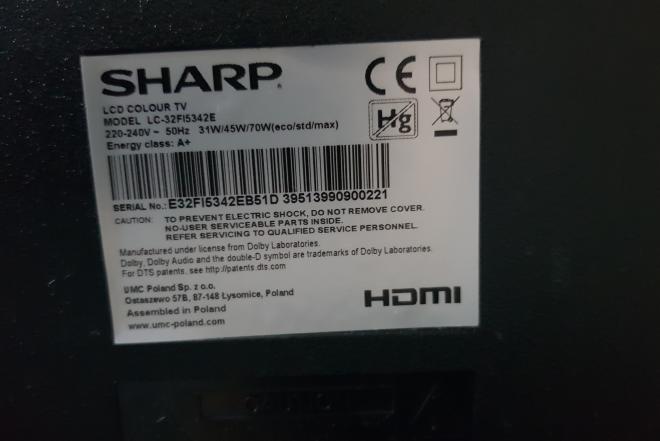 SHARP
LCD COLOUR TV
MODEL LC-32FI5342E
220-240V ~ 50Hz 31W/45W/70W(eco/std/max)
Energy class: A+
Hg
SERIAL No.: E32FI5342EB51D 39513990900221
CAUTION: TO PREVENT ELECTRIC SHOCK, DO NOT REMOVE COVER.
NO-USER SERVICEABLE PARTS INSIDE.
REFER SERVICING TO QUALIFIED SERVICE PERSONNEL.
Manufactured under license from Dolby Laboratories.
Dolby, Dolby Audio and the double-D symbol are trademarks of Dolby Laboratories.
For DTS patents, see http://patents.dts.com
UMC Poland Sp. z o.o.
Ostaszewo 57B, 87-148 Łysomice, Poland
Assembled in Poland
www.umc-poland.com
HDMI
CAUTION